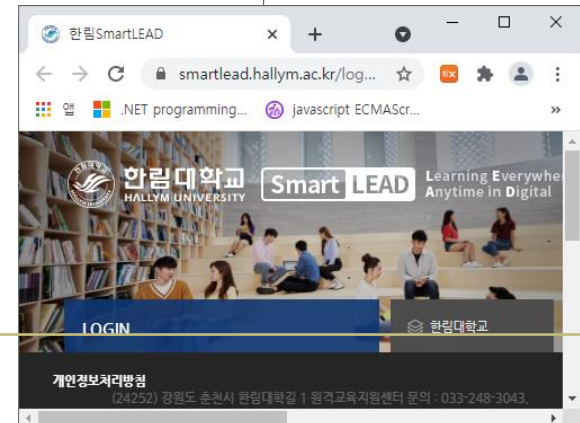 한림SmartLEAD
smartlead.hallym.ac.kr/log...
앱 .NET programming... javascript ECMAScr... »
한림대학교 Smart LEAD Learning Everywhe
HALLYM UNIVERSITY Anytime in Digital
LOGIN 한림대학교
개인정보처리방침
(24252) 강원도 춘천시 한림대학길 1 원격교육지원센터 문의 : 033-248-3043,